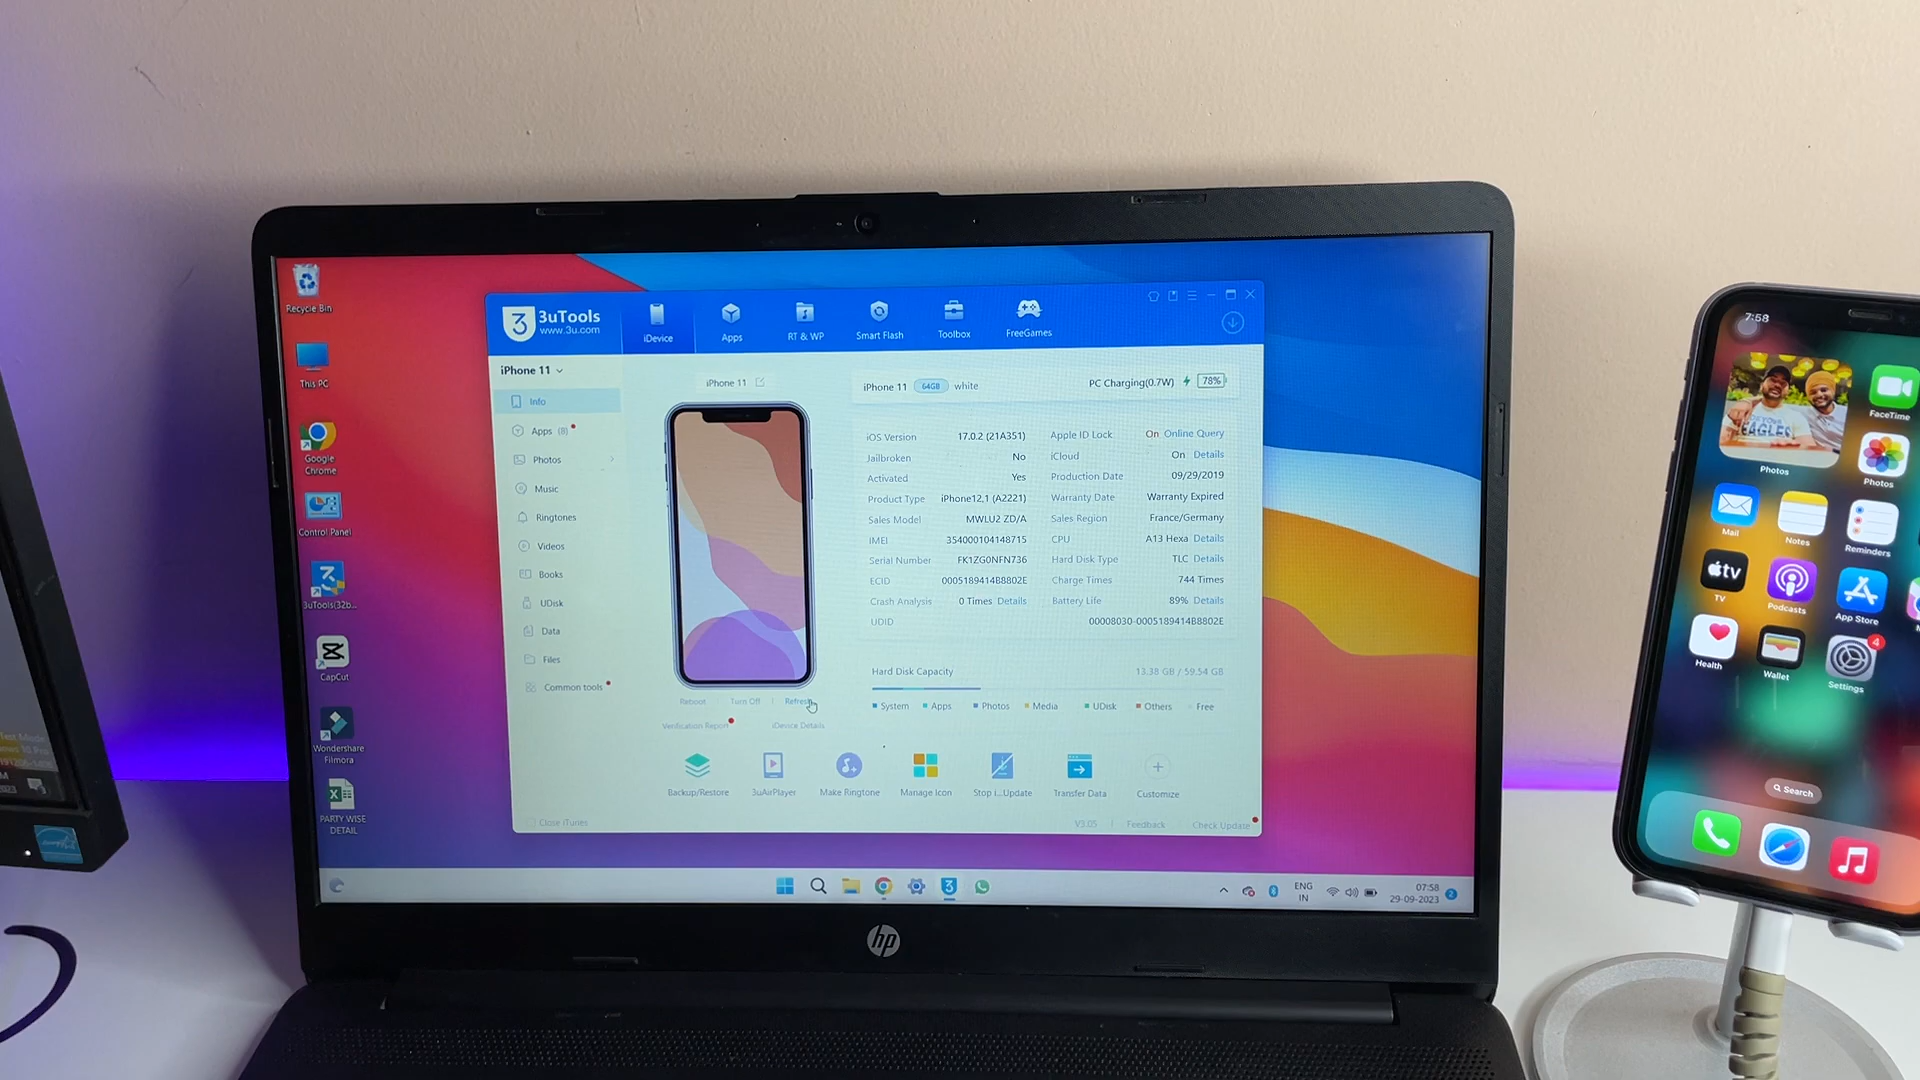 Recycle Bin
This PC
Google
Chrome
Control Panel
3uTools(32b...
CapCut
Wondershare
Filmora
PARTY WISE
DETAIL
3uTools
www.3u.com
iDevice
Apps
RT & WP
Smart Flash
Toolbox
FreeGames
iPhone 11
Info
Apps (8)
Photos
Music
Ringtones
Videos
Books
UDisk
Data
Files
Common tools
Close iTunes
iPhone 11
Reboot
Turn Off
Refresh
Verification Report
iDevice Details
iPhone 11 64GB white PC Charging(0.7W) 78%
iOS Version 17.0.2 (21A351) Apple ID Lock On Online Query
Jailbroken No iCloud On Details
Activated Yes Production Date 09/29/2019
Product Type iPhone12,1 (A2221) Warranty Date Warranty Expired
Sales Model MWLU2 ZD/A Sales Region France/Germany
IMEI 354000104148715 CPU A13 Hexa Details
Serial Number FK1ZG0NFN736 Hard Disk Type TLC Details
ECID 0005189414B8802E Charge Times 744 Times
Crash Analysis 0 Times Details Battery Life 89% Details
UDID 00008030-0005189414B8802E
Hard Disk Capacity 13.38 GB / 59.54 GB
System Apps Photos Media UDisk Others Free
Backup/Restore
3uAirPlayer
Make Ringtone
Manage Icon
Stop i...Update
Transfer Data
Customize
V3.05 Feedback Check Update
ENG
IN
07:58
29-09-2023
2
hp
7:58
EAGLES
Photos
FaceTime
Photos
Mail
Notes
Reminders
tv
TV
Podcasts
App Store
Health
Wallet
4
Settings
Search